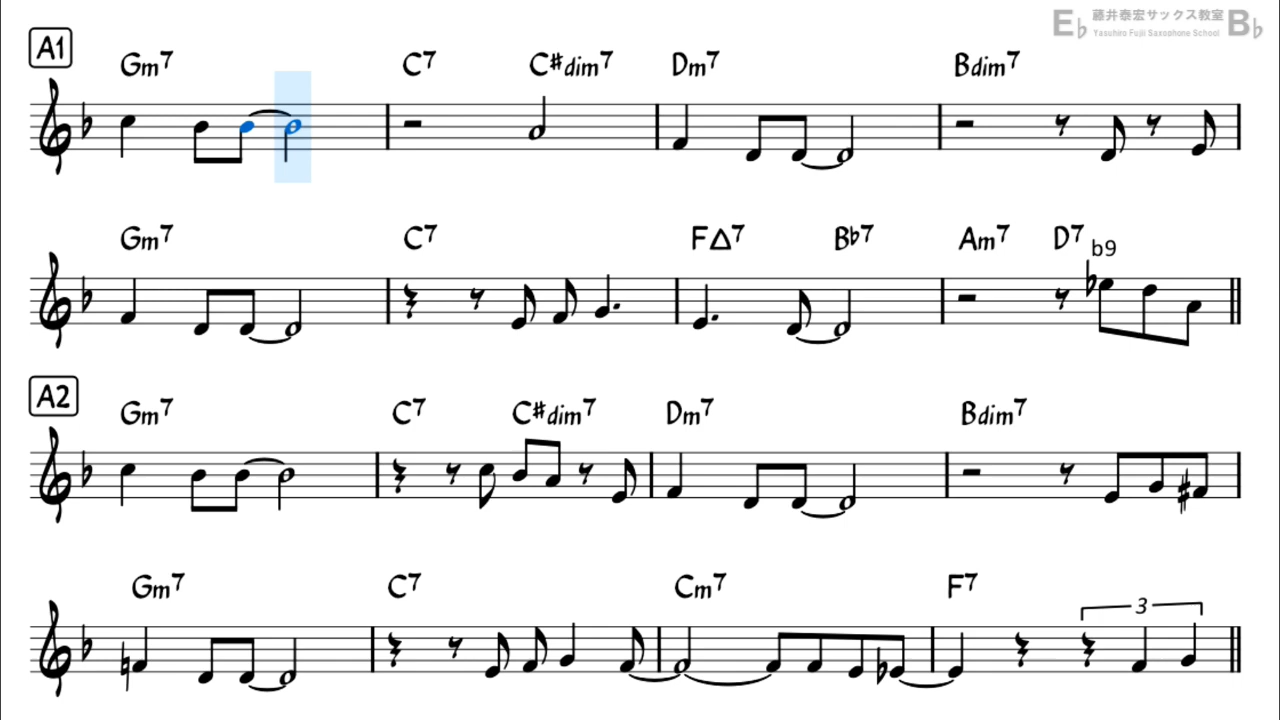 E♭ 藤井泰宏サックス教室 B♭
Yasuhiro Fujii Saxophone School
A1
Gm7 C7 C#dim7 Dm7 Bdim7
Gm7 C7 F△7 B♭7 Am7 D7 b9
A2
Gm7 C7 C#dim7 Dm7 Bdim7
Gm7 C7 Cm7 F7
3